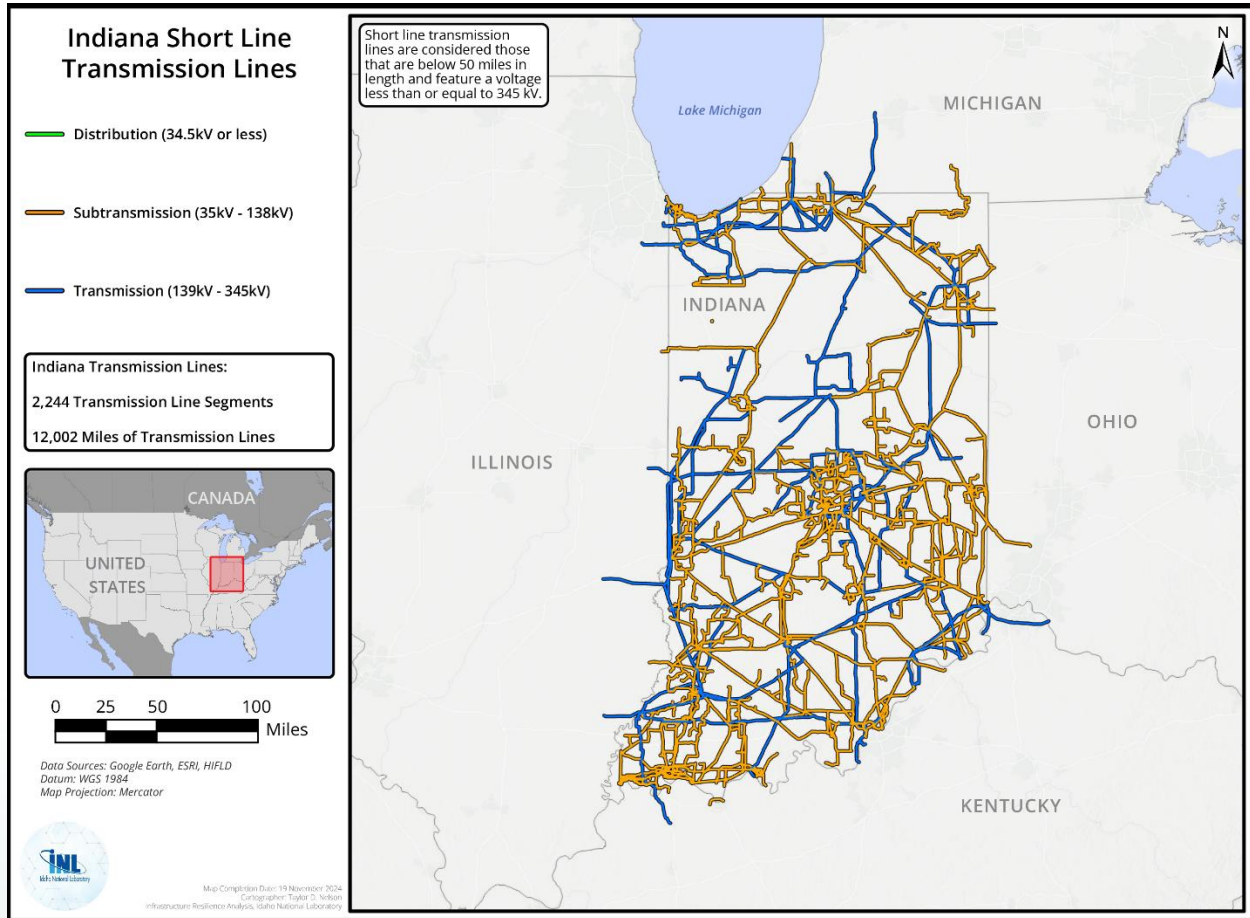 Indiana Short Line
Transmission Lines
Distribution (34.5kV or less)
Subtransmission (35kV - 138kV)
Transmission (139kV - 345kV)
Indiana Transmission Lines:
2,244 Transmission Line Segments
12,002 Miles of Transmission Lines
CANADA
UNITED
STATES
0 25 50 100
Miles
Data Sources: Google Earth, ESRI, HIFLD
Datum: WGS 1984
Map Projection: Mercator
INL
Idaho National Laboratory
Map Completion Date: 19 November 2024
Cartographer: Taylor D. Nelson
Infrastructure Resilience Analysis, Idaho National Laboratory
Short line transmission
lines are considered those
that are below 50 miles in
length and feature a voltage
less than or equal to 345 kV.
N
Lake Michigan
MICHIGAN
INDIANA
ILLINOIS
OHIO
KENTUCKY